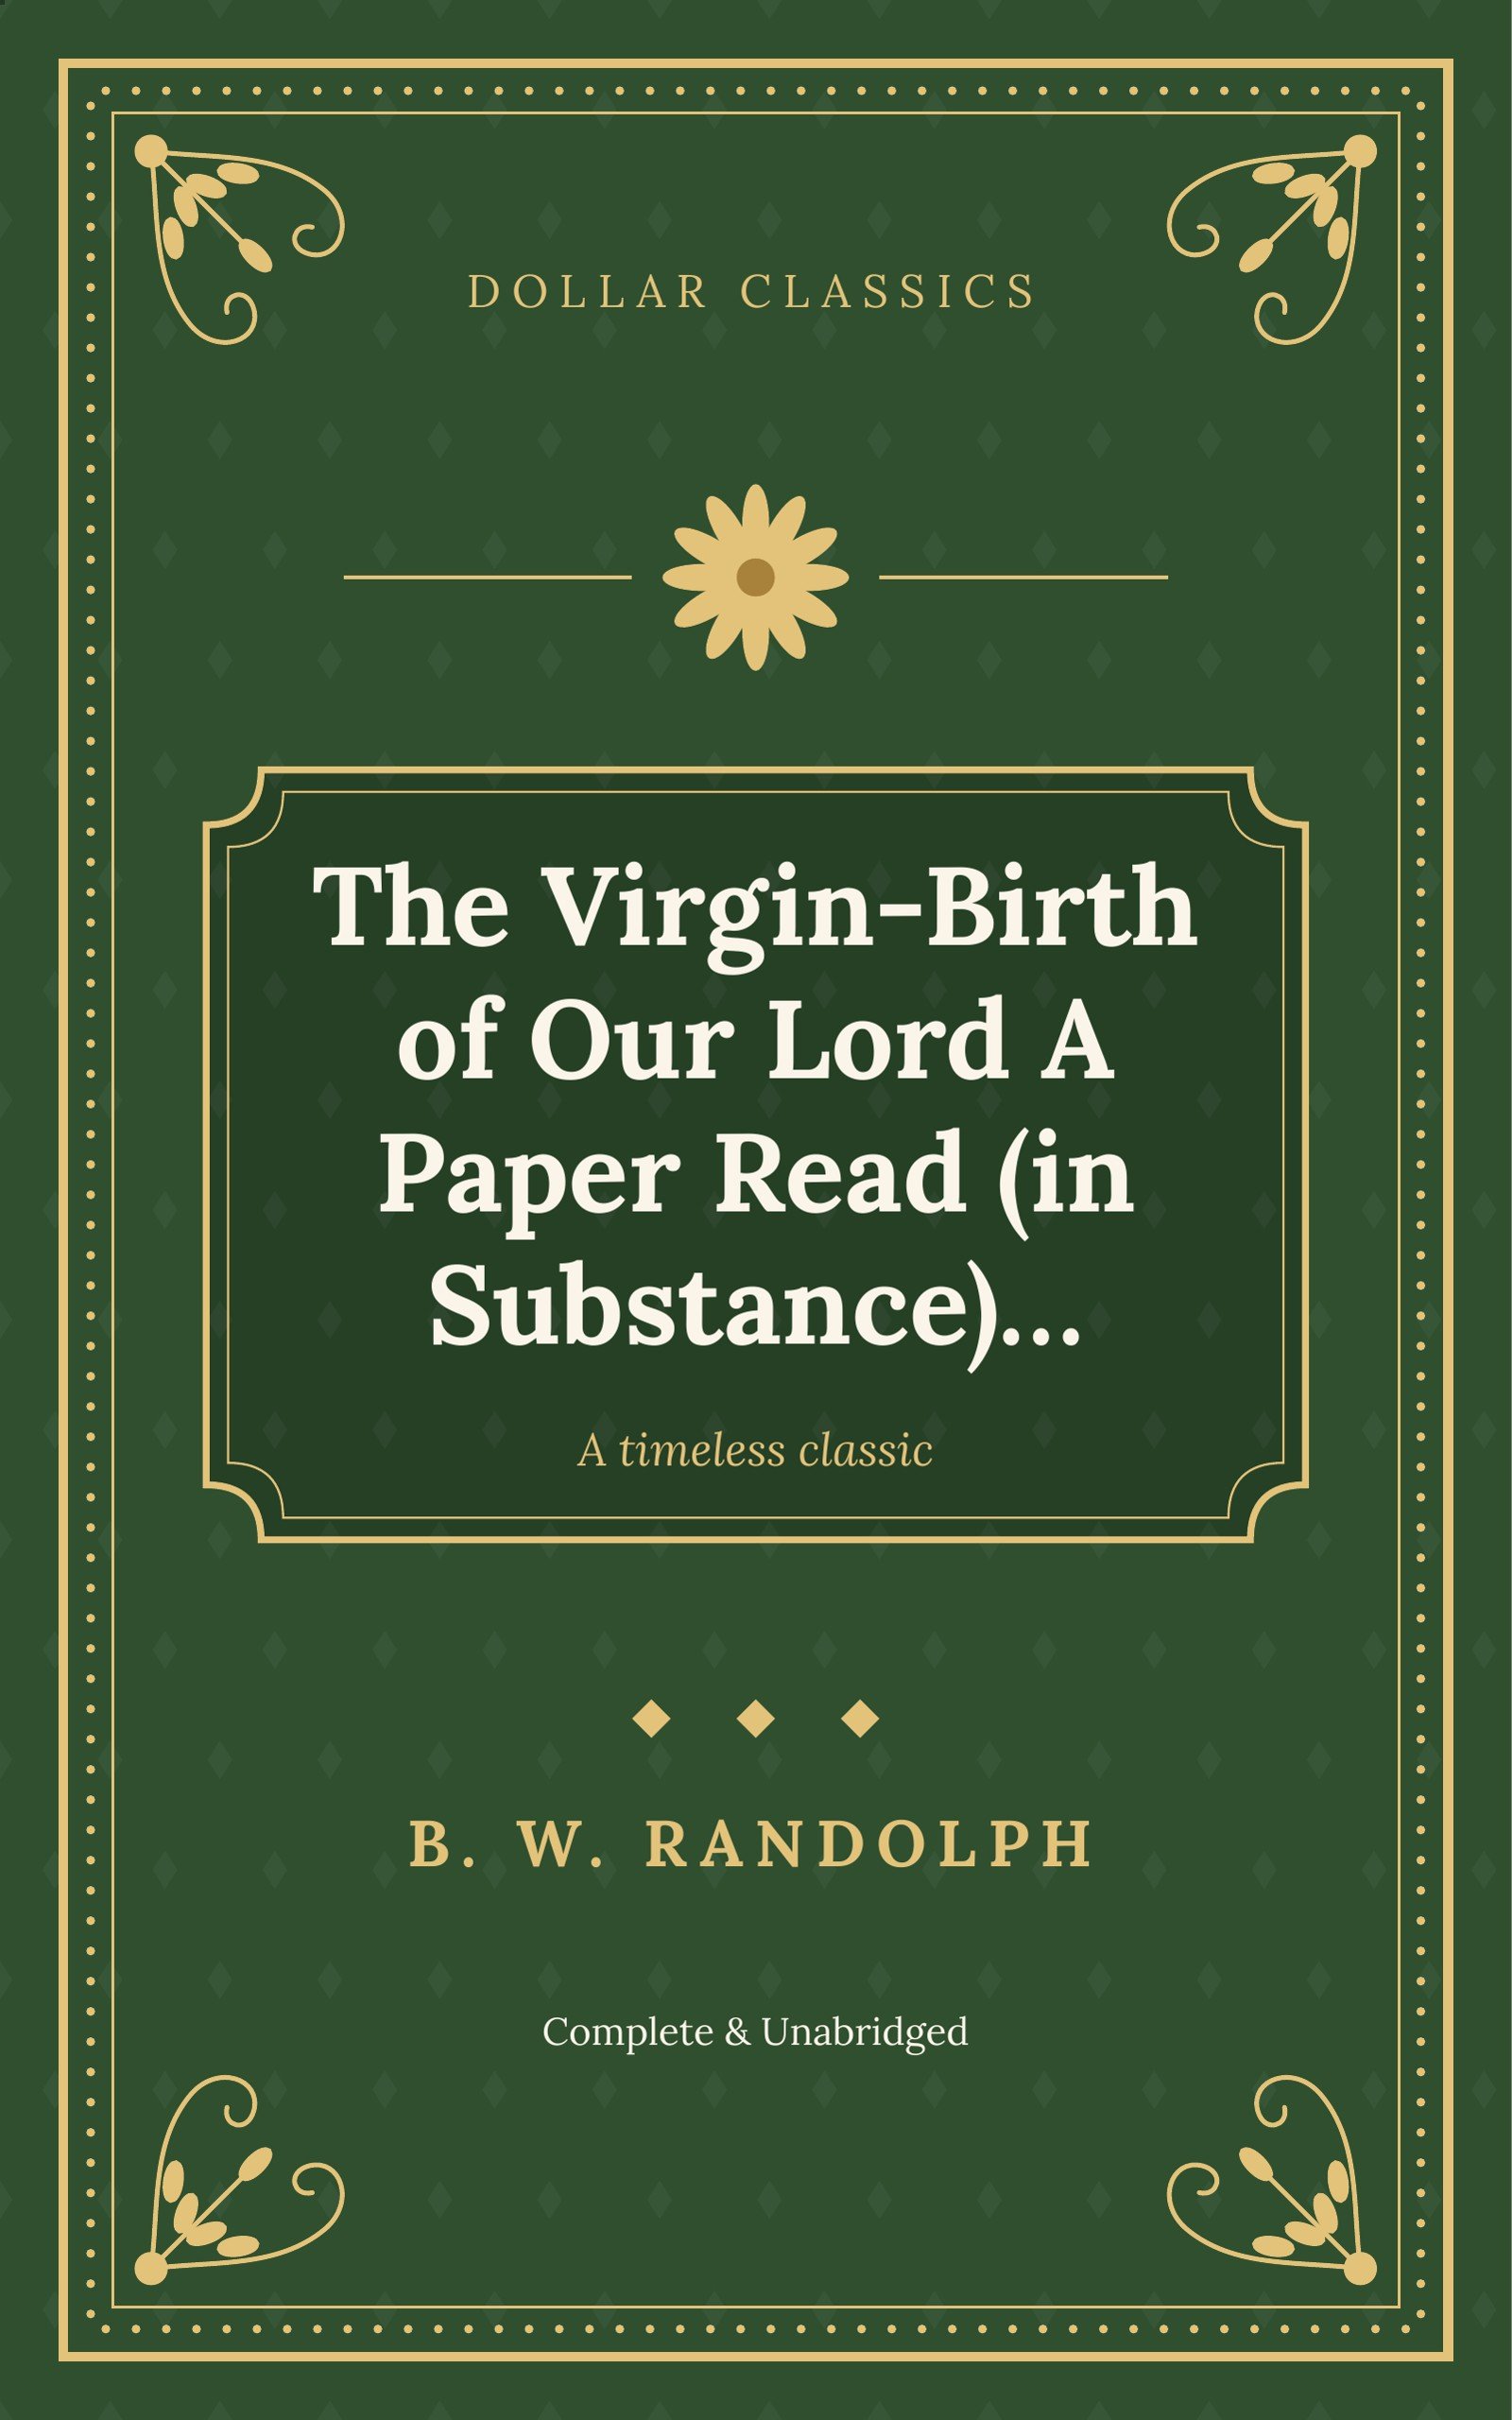 DOLLAR CLASSICS
The Virgin-Birth
of Our Lord A
Paper Read (in
Substance)...
A timeless classic
B. W. RANDOLPH
Complete & Unabridged